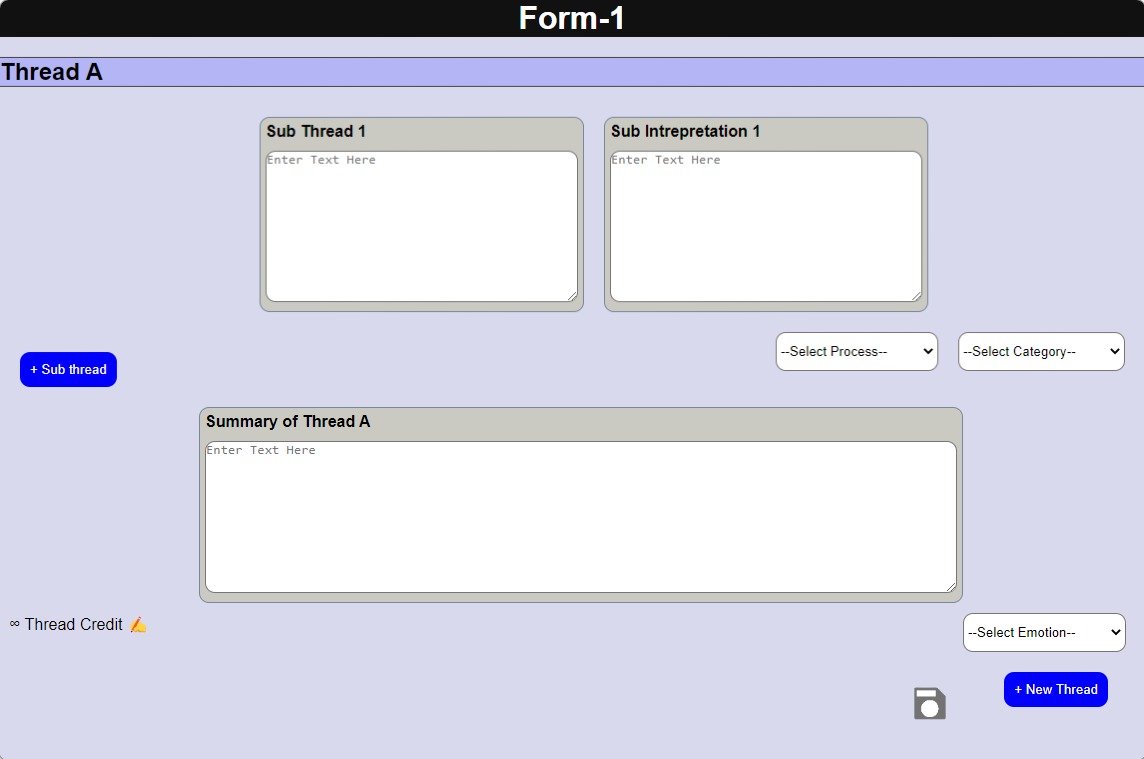 Form-1
Thread A
Sub Thread 1
Enter Text Here
Sub Intrepretation 1
Enter Text Here
--Select Process--
--Select Category--
+ Sub thread
Summary of Thread A
Enter Text Here
∞ Thread Credit ✍
--Select Emotion--
+ New Thread